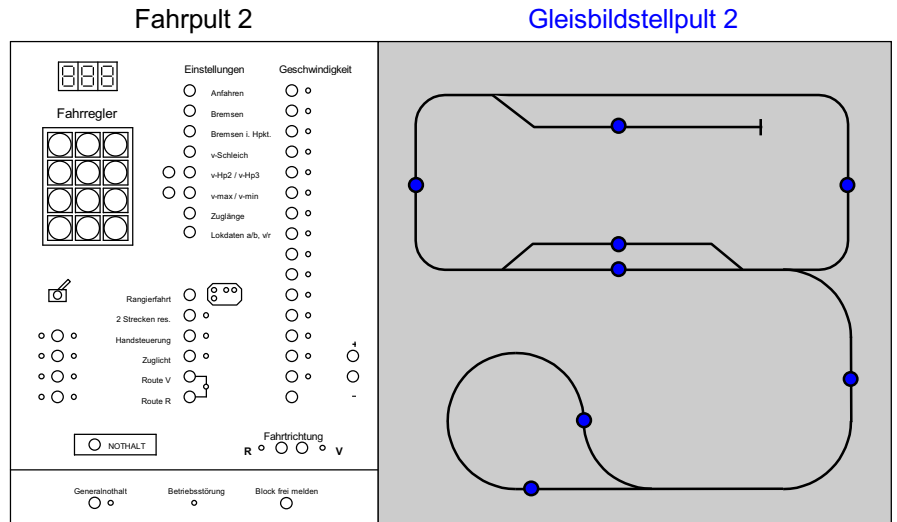 Fahrpult 2
Gleisbildstellpult 2
888
Einstellungen
Geschwindigkeit
Anfahren
Fahrregler
Bremsen
Bremsen i. Hpkt.
v-Schleich
v-Hp2 / v-Hp3
v-max / v-min
Zuglänge
Lokdaten a/b, v/r
Rangierfahrt
2 Strecken res.
Handsteuerung
+
Zuglicht
Route V
Route R
-
NOTHALT
Fahrtrichtung
R V
Generalnothalt
Betriebsstörung
Block frei melden